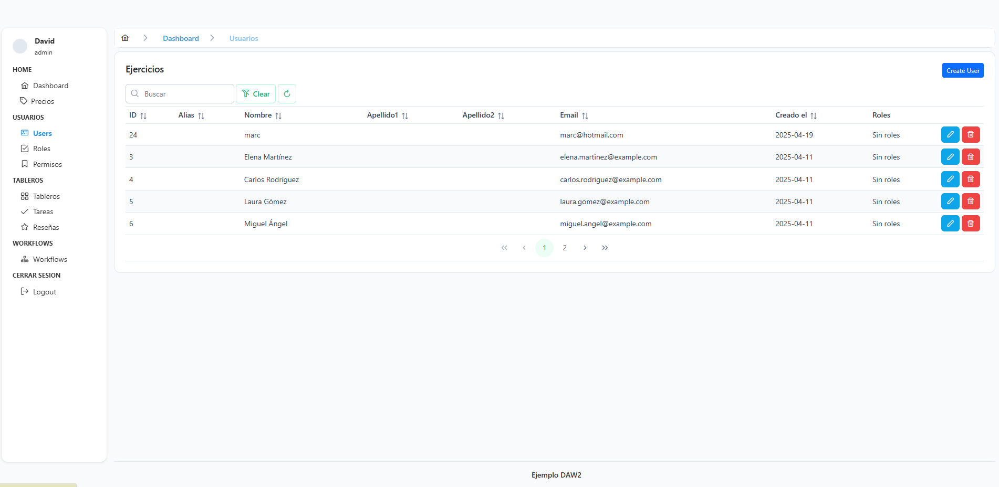 David
admin
HOME
Dashboard
Precios
USUARIOS
Users
Roles
Permisos
TABLEROS
Tableros
Tareas
Reseñas
WORKFLOWS
Workflows
CERRAR SESION
Logout
Dashboard Usuarios
Ejercicios
Create User
Buscar Clear
ID Alias Nombre Apellido1 Apellido2 Email Creado el Roles
24 marc marc@hotmail.com 2025-04-19 Sin roles
3 Elena Martínez elena.martinez@example.com 2025-04-11 Sin roles
4 Carlos Rodríguez carlos.rodriguez@example.com 2025-04-11 Sin roles
5 Laura Gómez laura.gomez@example.com 2025-04-11 Sin roles
6 Miguel Ángel miguel.angel@example.com 2025-04-11 Sin roles
1 2
Ejemplo DAW2